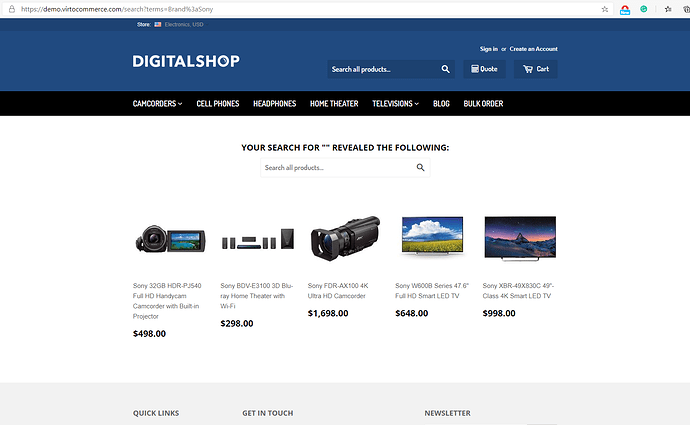 https://demo.virtocommerce.com/search?terms=Brand%3aSony
Store: Electronics, USD
Sign in or Create an Account
DIGITALSHOP
Search all products...
Quote
Cart
CAMCORDERS
CELL PHONES
HEADPHONES
HOME THEATER
TELEVISIONS
BLOG
BULK ORDER
YOUR SEARCH FOR "" REVEALED THE FOLLOWING:
Search all products...
Sony 32GB HDR-PJ540
Full HD Handycam
Camcorder with Built-in
Projector
$498.00
Sony BDV-E3100 3D Blu-
ray Home Theater with
Wi-Fi
$298.00
Sony FDR-AX100 4K
Ultra HD Camcorder
$1,698.00
Sony W600B Series 47.6"
Full HD Smart LED TV
$648.00
Sony XBR-49X830C 49"-
Class 4K Smart LED TV
$998.00
QUICK LINKS
GET IN TOUCH
NEWSLETTER